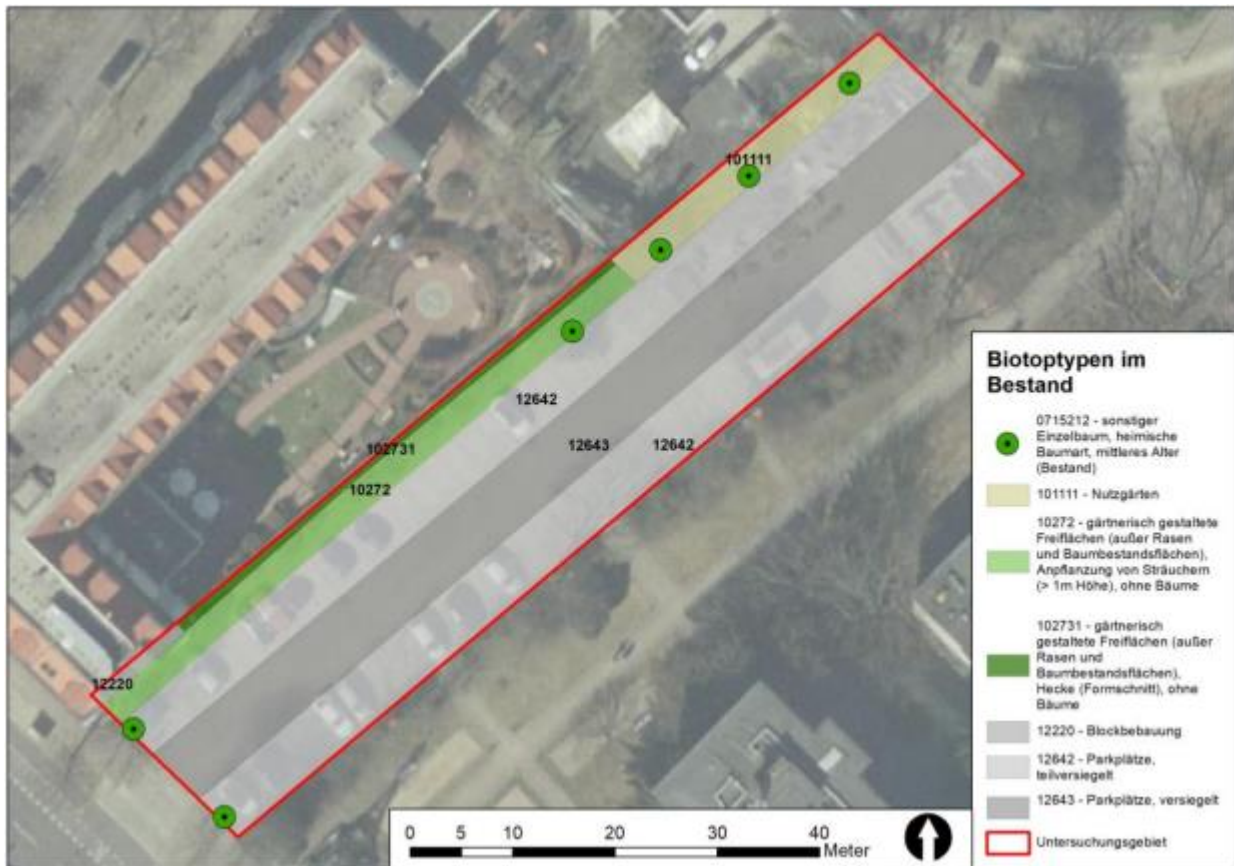 101111
12642
12643
12642
102731
10272
12220
Biotoptypen im
Bestand
0715212 - sonstiger
Einzelbaum, heimische
Baumart, mittleres Alter
(Bestand)
101111 - Nutzgärten
10272 - gärtnerisch gestaltete
Freiflächen (außer Rasen
und Baumbestandsflächen),
Anpflanzung von Sträuchern
(> 1m Höhe), ohne Bäume
102731 - gärtnerisch
gestaltete Freiflächen (außer
Rasen und
Baumbestandsflächen),
Hecke (Formschnitt), ohne
Bäume
12220 - Blockbebauung
12642 - Parkplätze,
teilversiegelt
12643 - Parkplätze, versiegelt
Untersuchungsgebiet
0 5 10 20 30 40
Meter